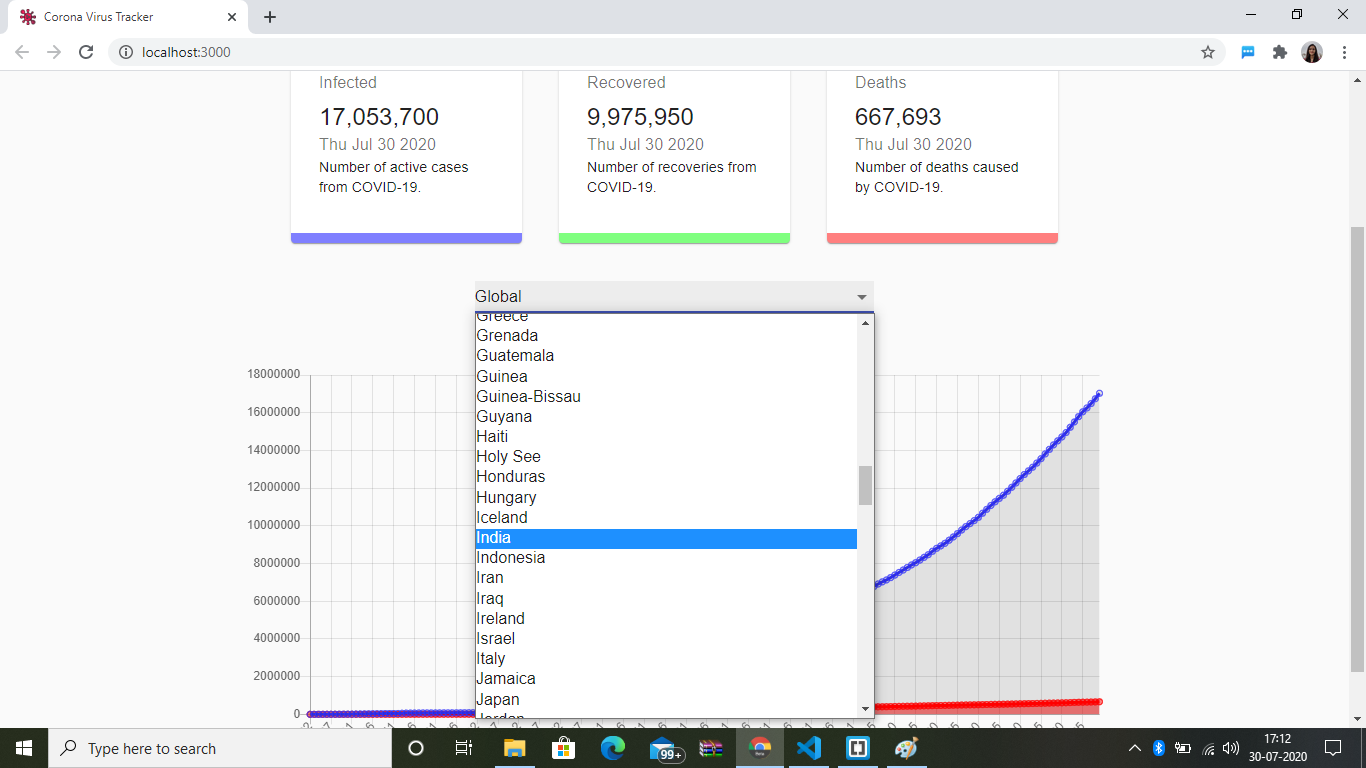 Corona Virus Tracker
localhost:3000
Infected
17,053,700
Thu Jul 30 2020
Number of active cases
from COVID-19.
Recovered
9,975,950
Thu Jul 30 2020
Number of recoveries from
COVID-19.
Deaths
667,693
Thu Jul 30 2020
Number of deaths caused
by COVID-19.
Global
Greece
Grenada
Guatemala
Guinea
Guinea-Bissau
Guyana
Haiti
Holy See
Honduras
Hungary
Iceland
India
Indonesia
Iran
Iraq
Ireland
Israel
Italy
Jamaica
Japan
Jordan
18000000
16000000
14000000
12000000
10000000
8000000
6000000
4000000
2000000
0
Type here to search
99+
17:12
30-07-2020